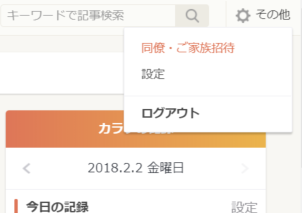 キーワードで記事検索
その他
同僚・ご家族招待
設定
ログアウト
カラ
2018.2.2 金曜日
今日の記録
設定